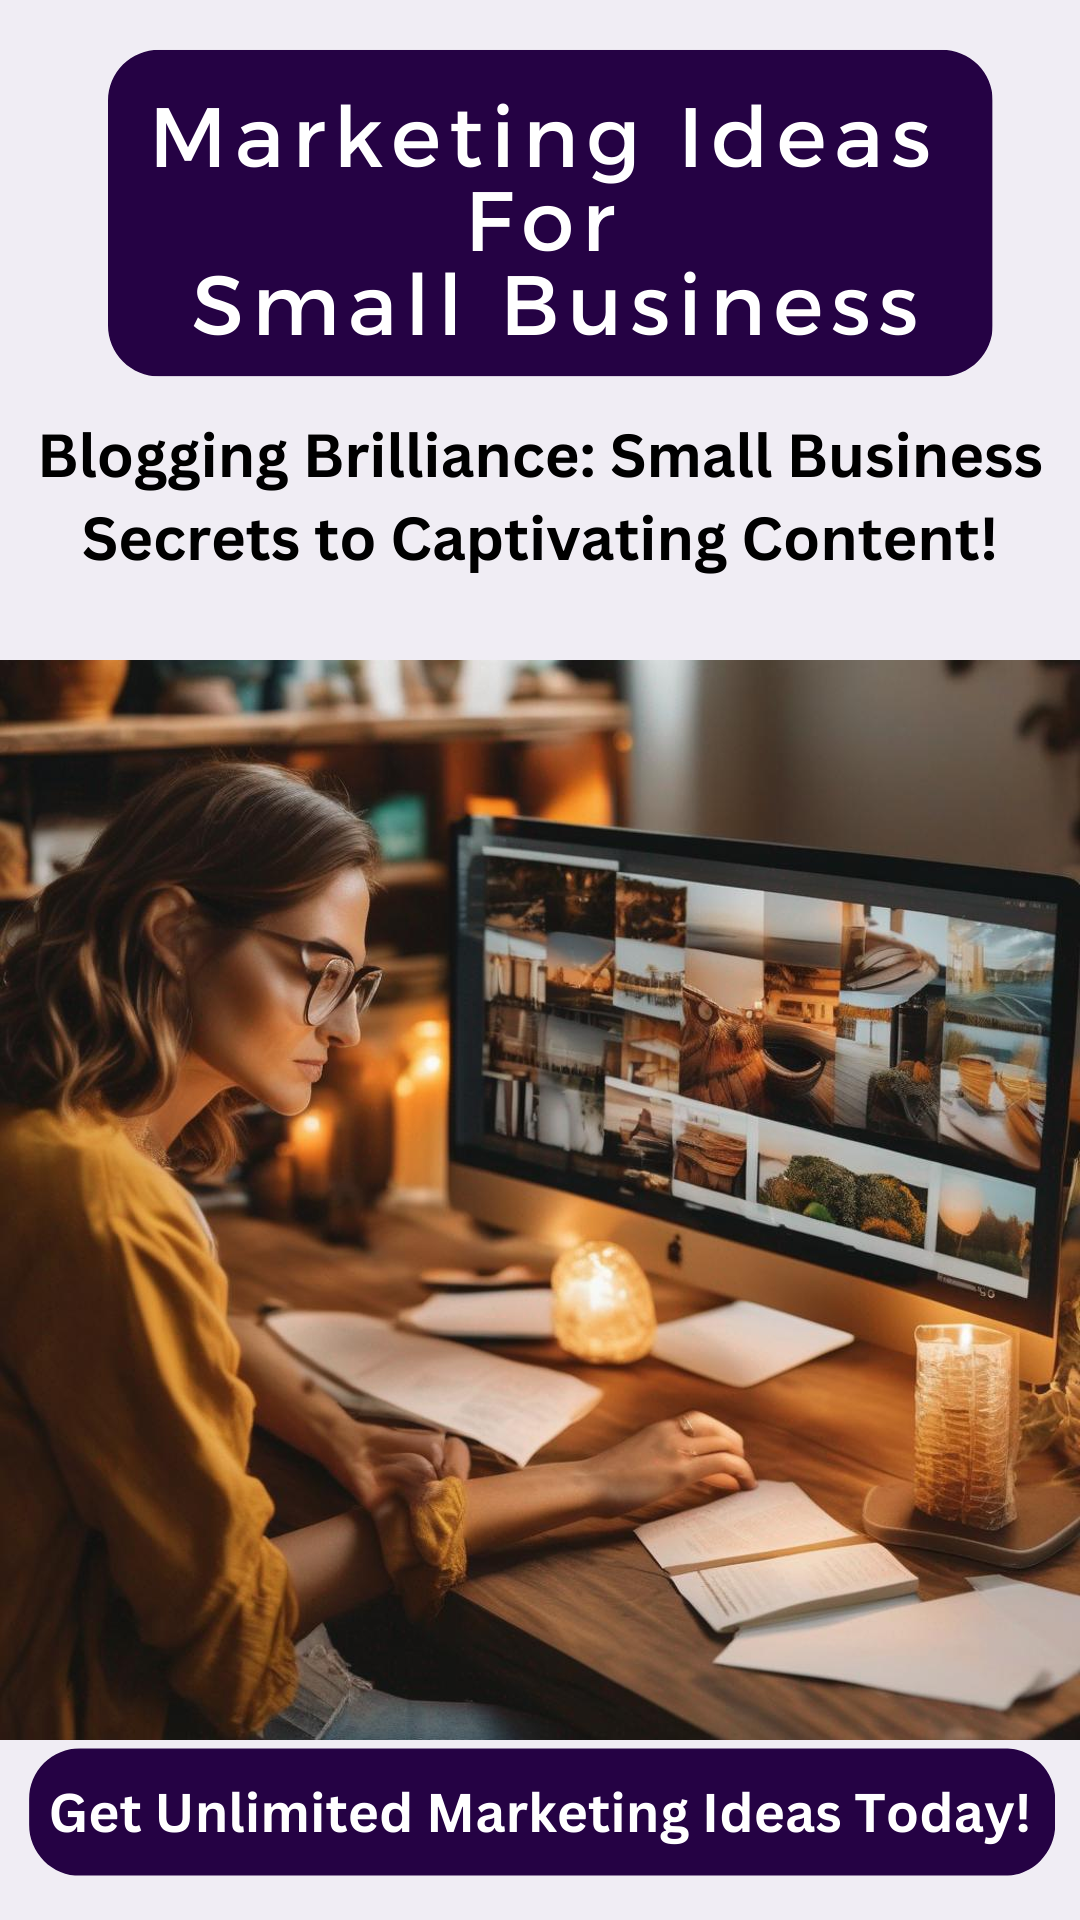 Marketing Ideas
For
Small Business
Blogging Brilliance: Small Business
Secrets to Captivating Content!
Get Unlimited Marketing Ideas Today!